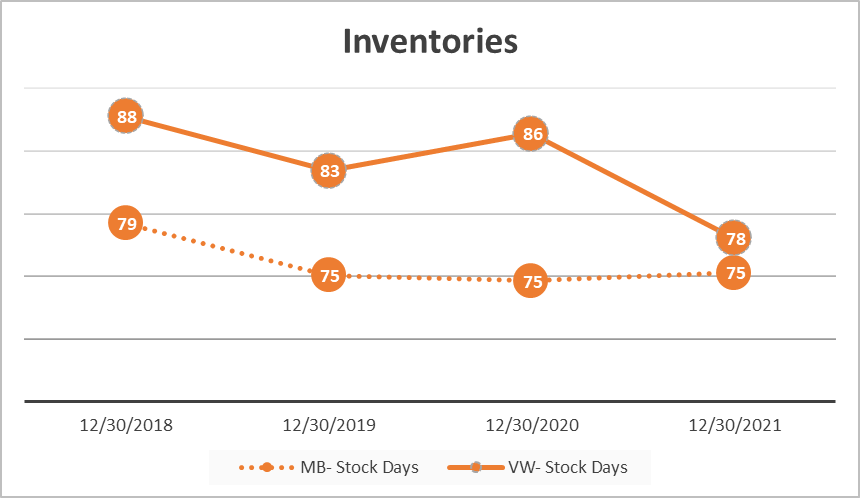 Inventories
88
83
86
78
79
75
75
75
12/30/2018 12/30/2019 12/30/2020 12/30/2021
MB- Stock Days VW- Stock Days